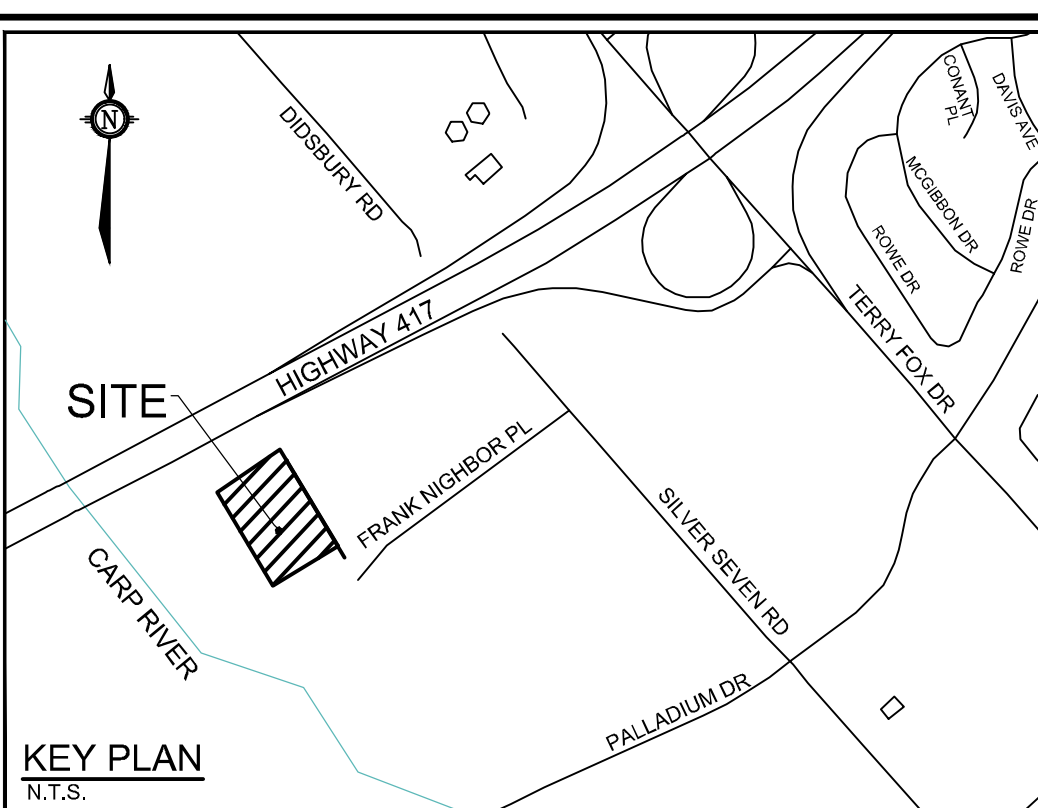 N
DIDSBURY RD
CONANT
PL
DAVIS AVE
MCGIBBON DR
ROWE DR
ROWE DR
HIGHWAY 417
TERRY FOX DR
SITE
FRANK NIGHBOR PL
SILVER SEVEN RD
CARP RIVER
PALLADIUM DR
KEY PLAN
N.T.S.